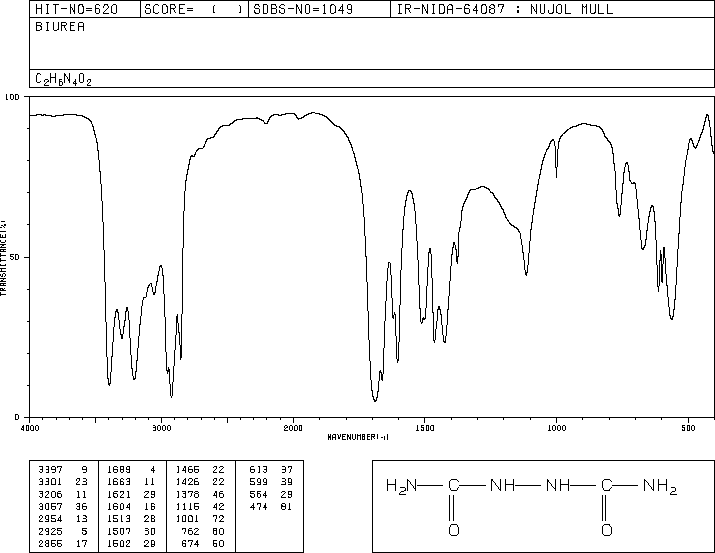 HIT-NO=620 SCORE= ( ) SDBS-NO=1049 IR-NIDA-64087 : NUJOL MULL
BIUREA
C2H6N4O2
100
50
0
TRANSMITTANCE(%)
4000 3000 2000 1500 1000 500
WAVENUMBER(-1)
3397 9 1689 4 1466 22 613 37
3301 23 1663 11 1426 22 599 39
3206 11 1621 29 1378 46 564 29
3057 36 1604 16 1115 42 474 81
2954 13 1513 28 1001 72
2925 5 1507 30 762 60
2855 17 1502 29 674 50
H2N C NH NH C NH2
O O